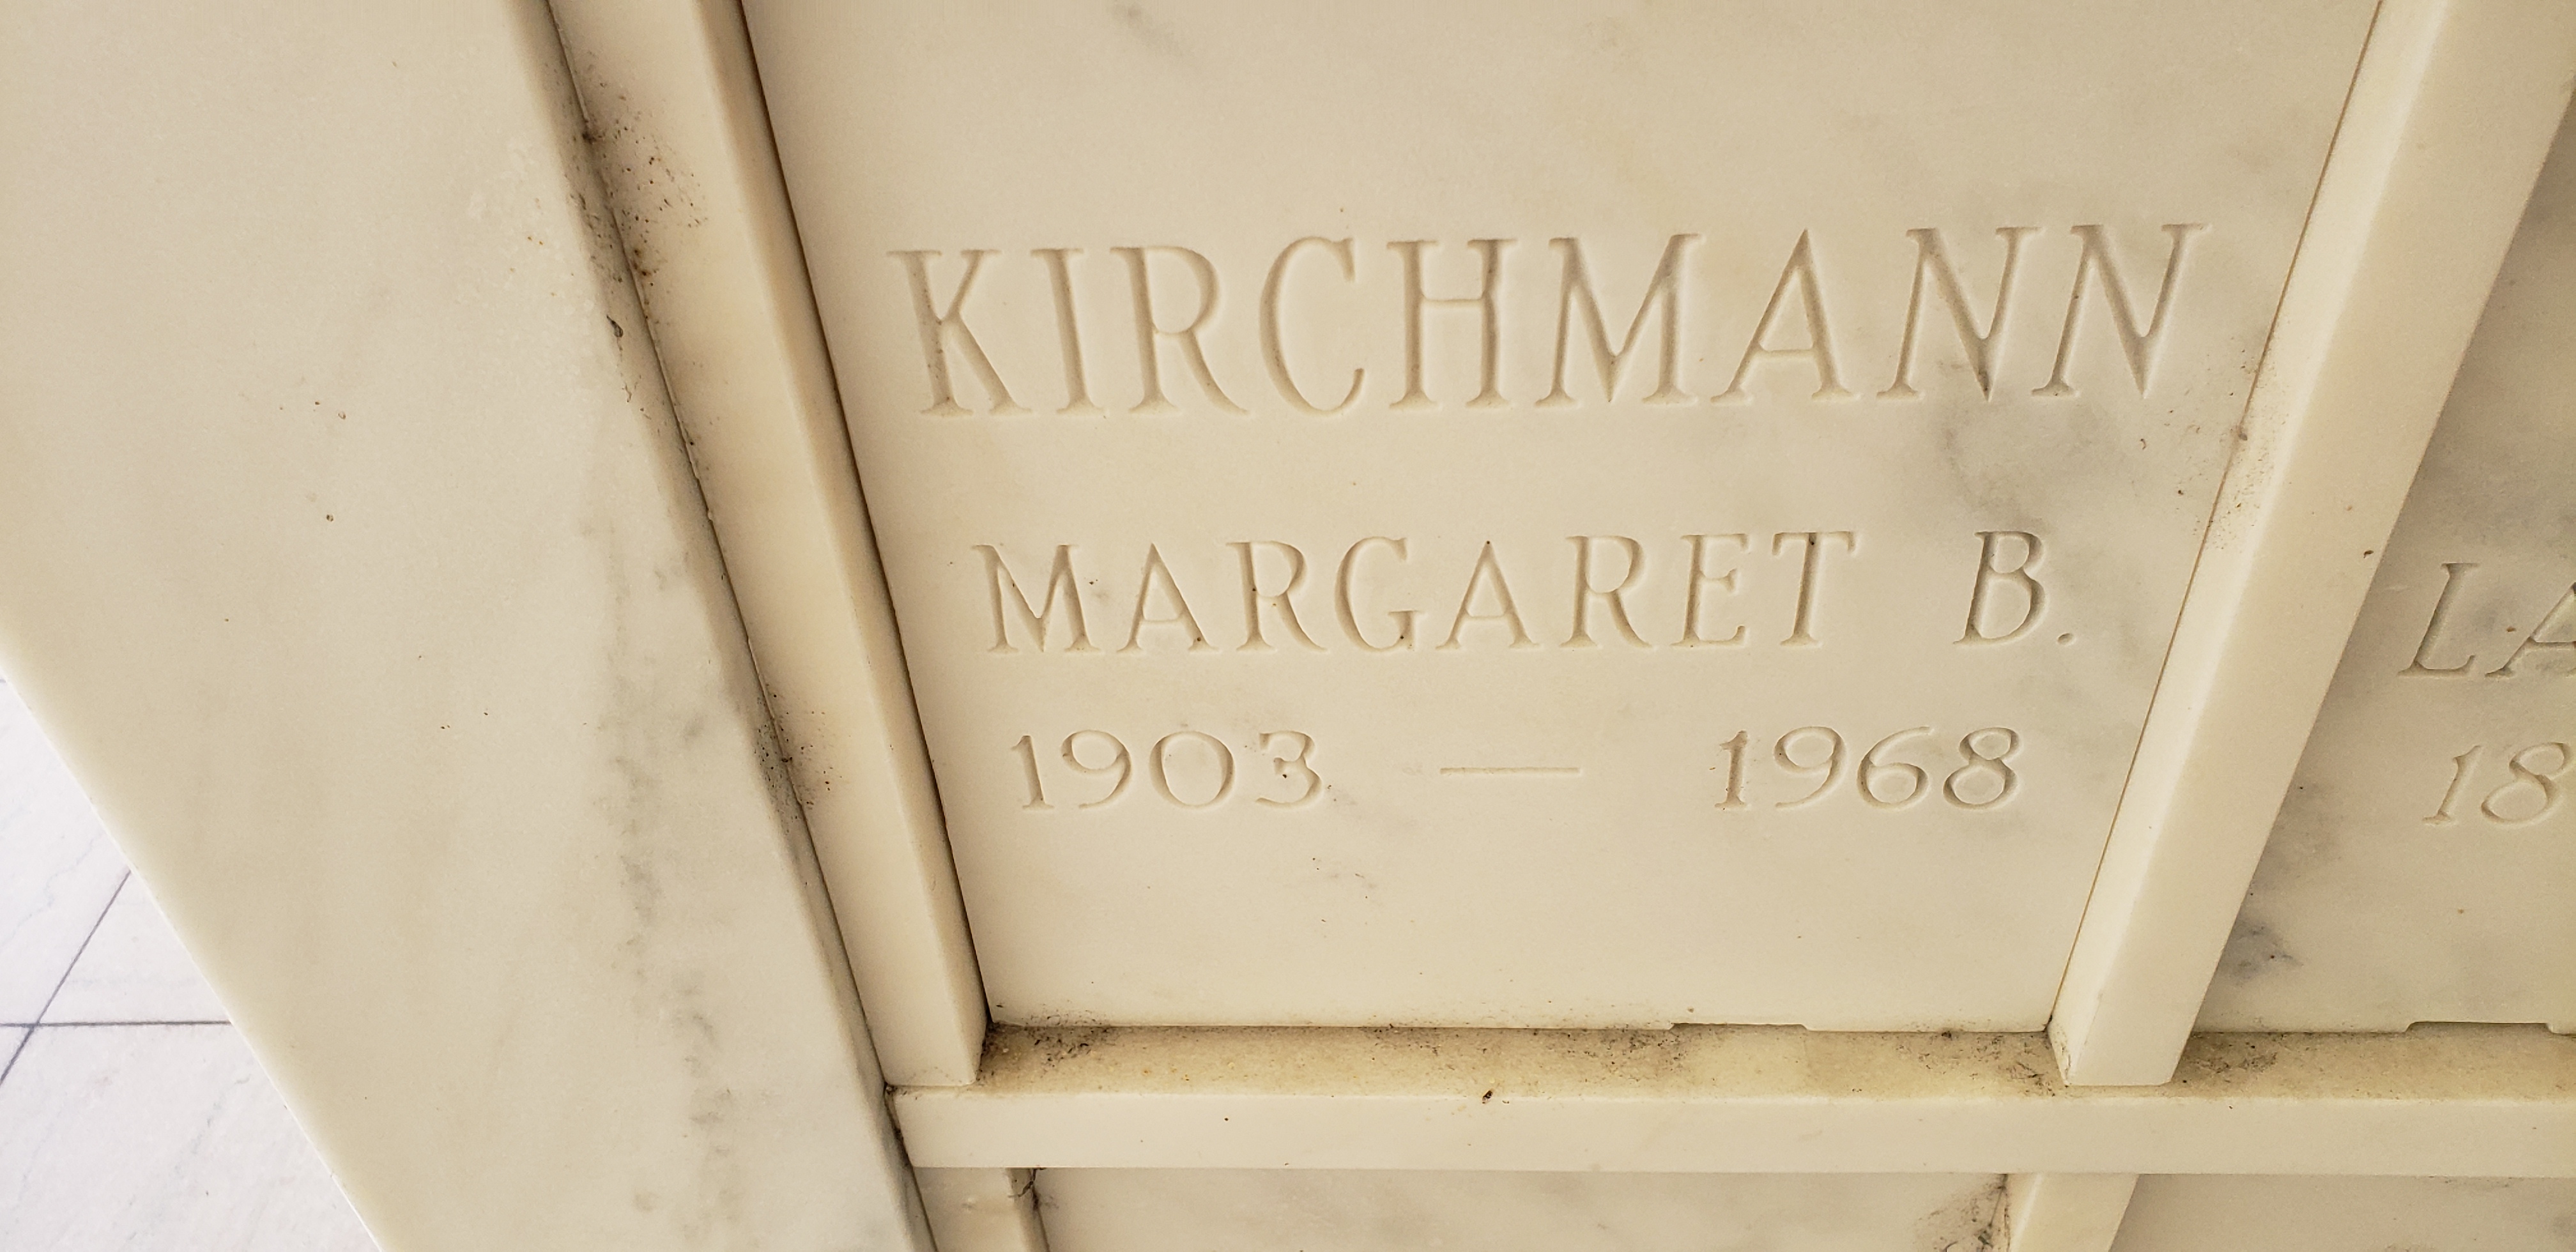 KIRCHMANN
MARGARET B.
1903 — 1968